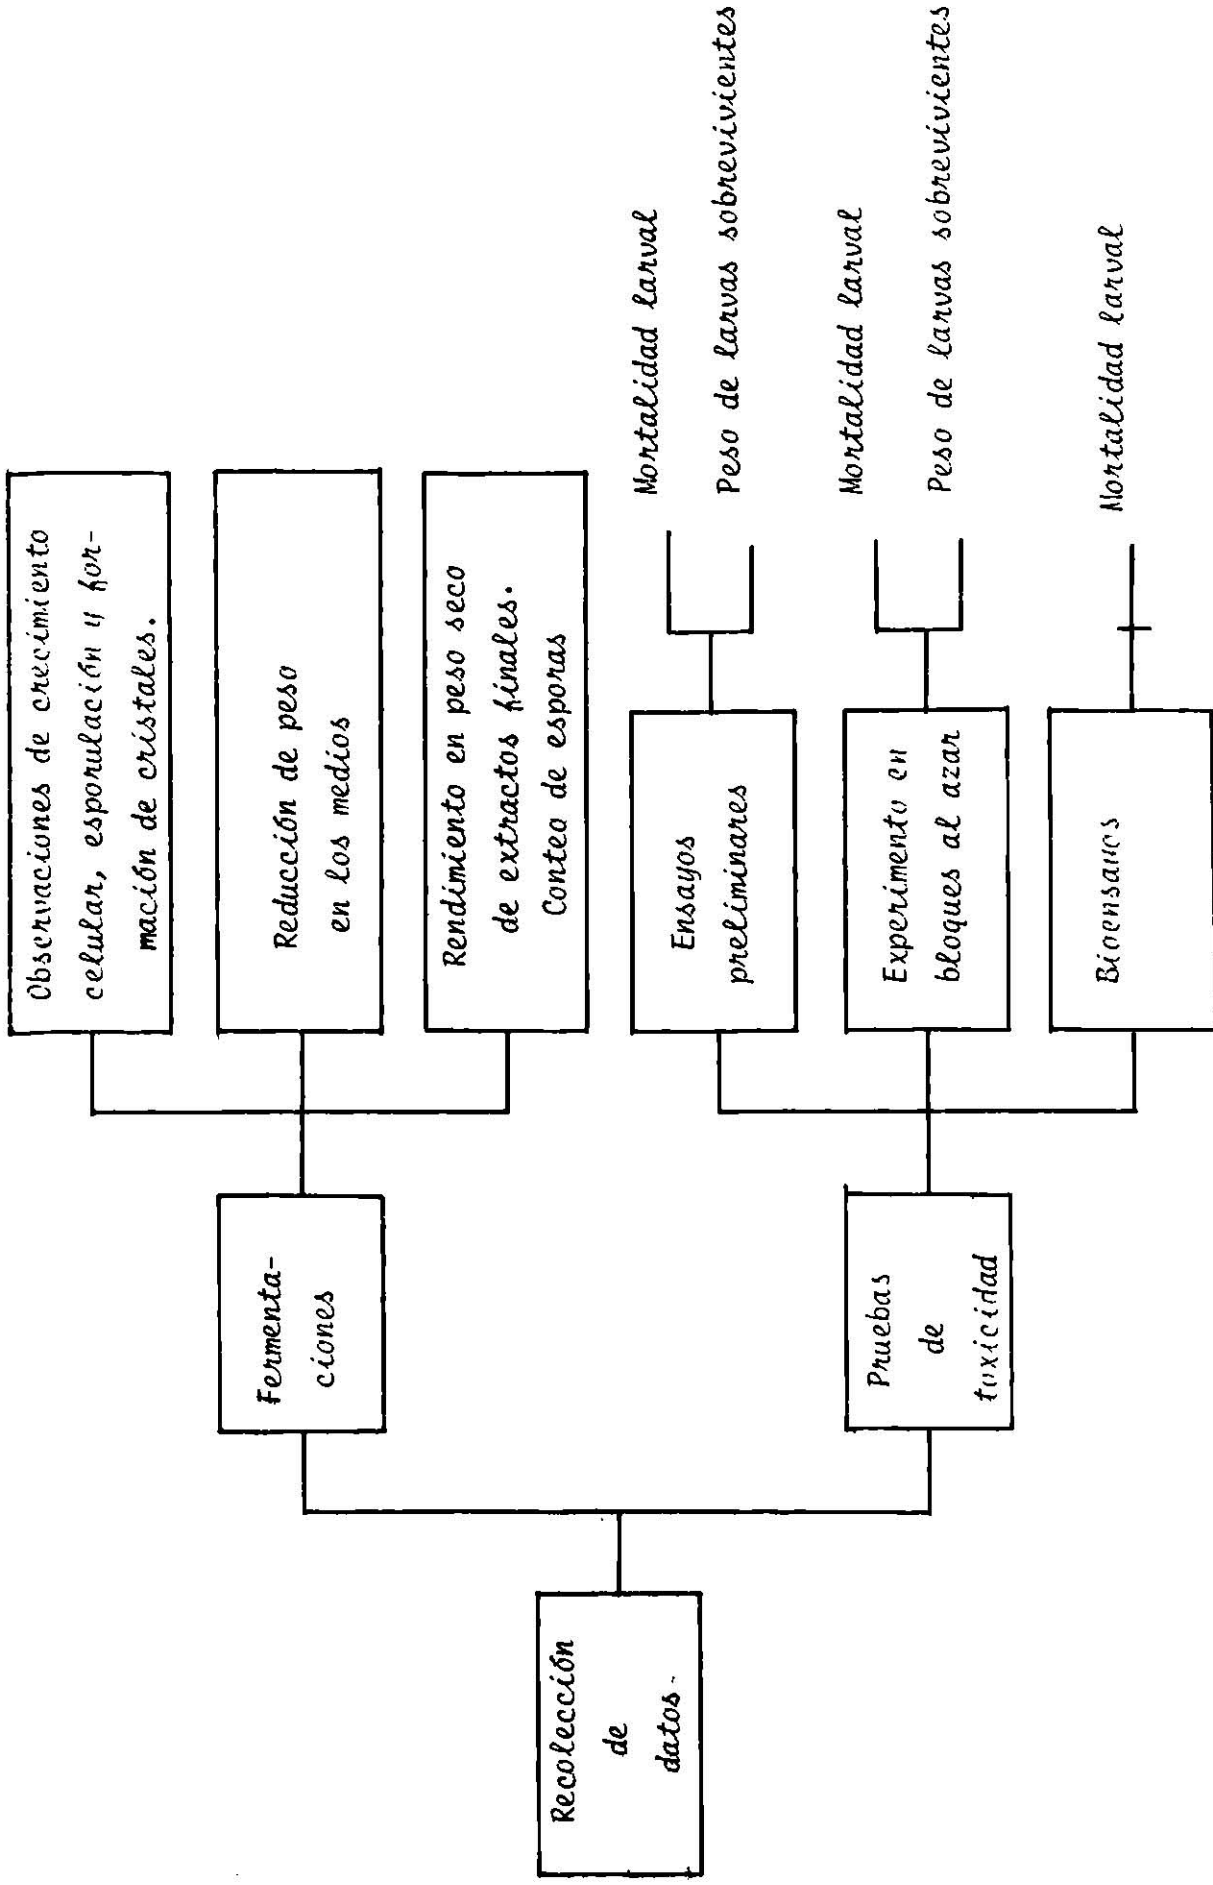 Recolección
de
datos.
Fermenta-
ciones
Observaciones de crecimiento
celular, esporulación y for-
mación de cristales.
Reducción de peso
en los medios
Rendimiento en peso seco
de extractos finales.
Conteo de esporas
Pruebas
de
toxicidad
Ensayos
preliminares
Mortalidad larval
Peso de larvas sobrevivientes
Experimento en
bloques al azar
Mortalidad larval
Peso de larvas sobrevivientes
Bioensayos
Mortalidad larval